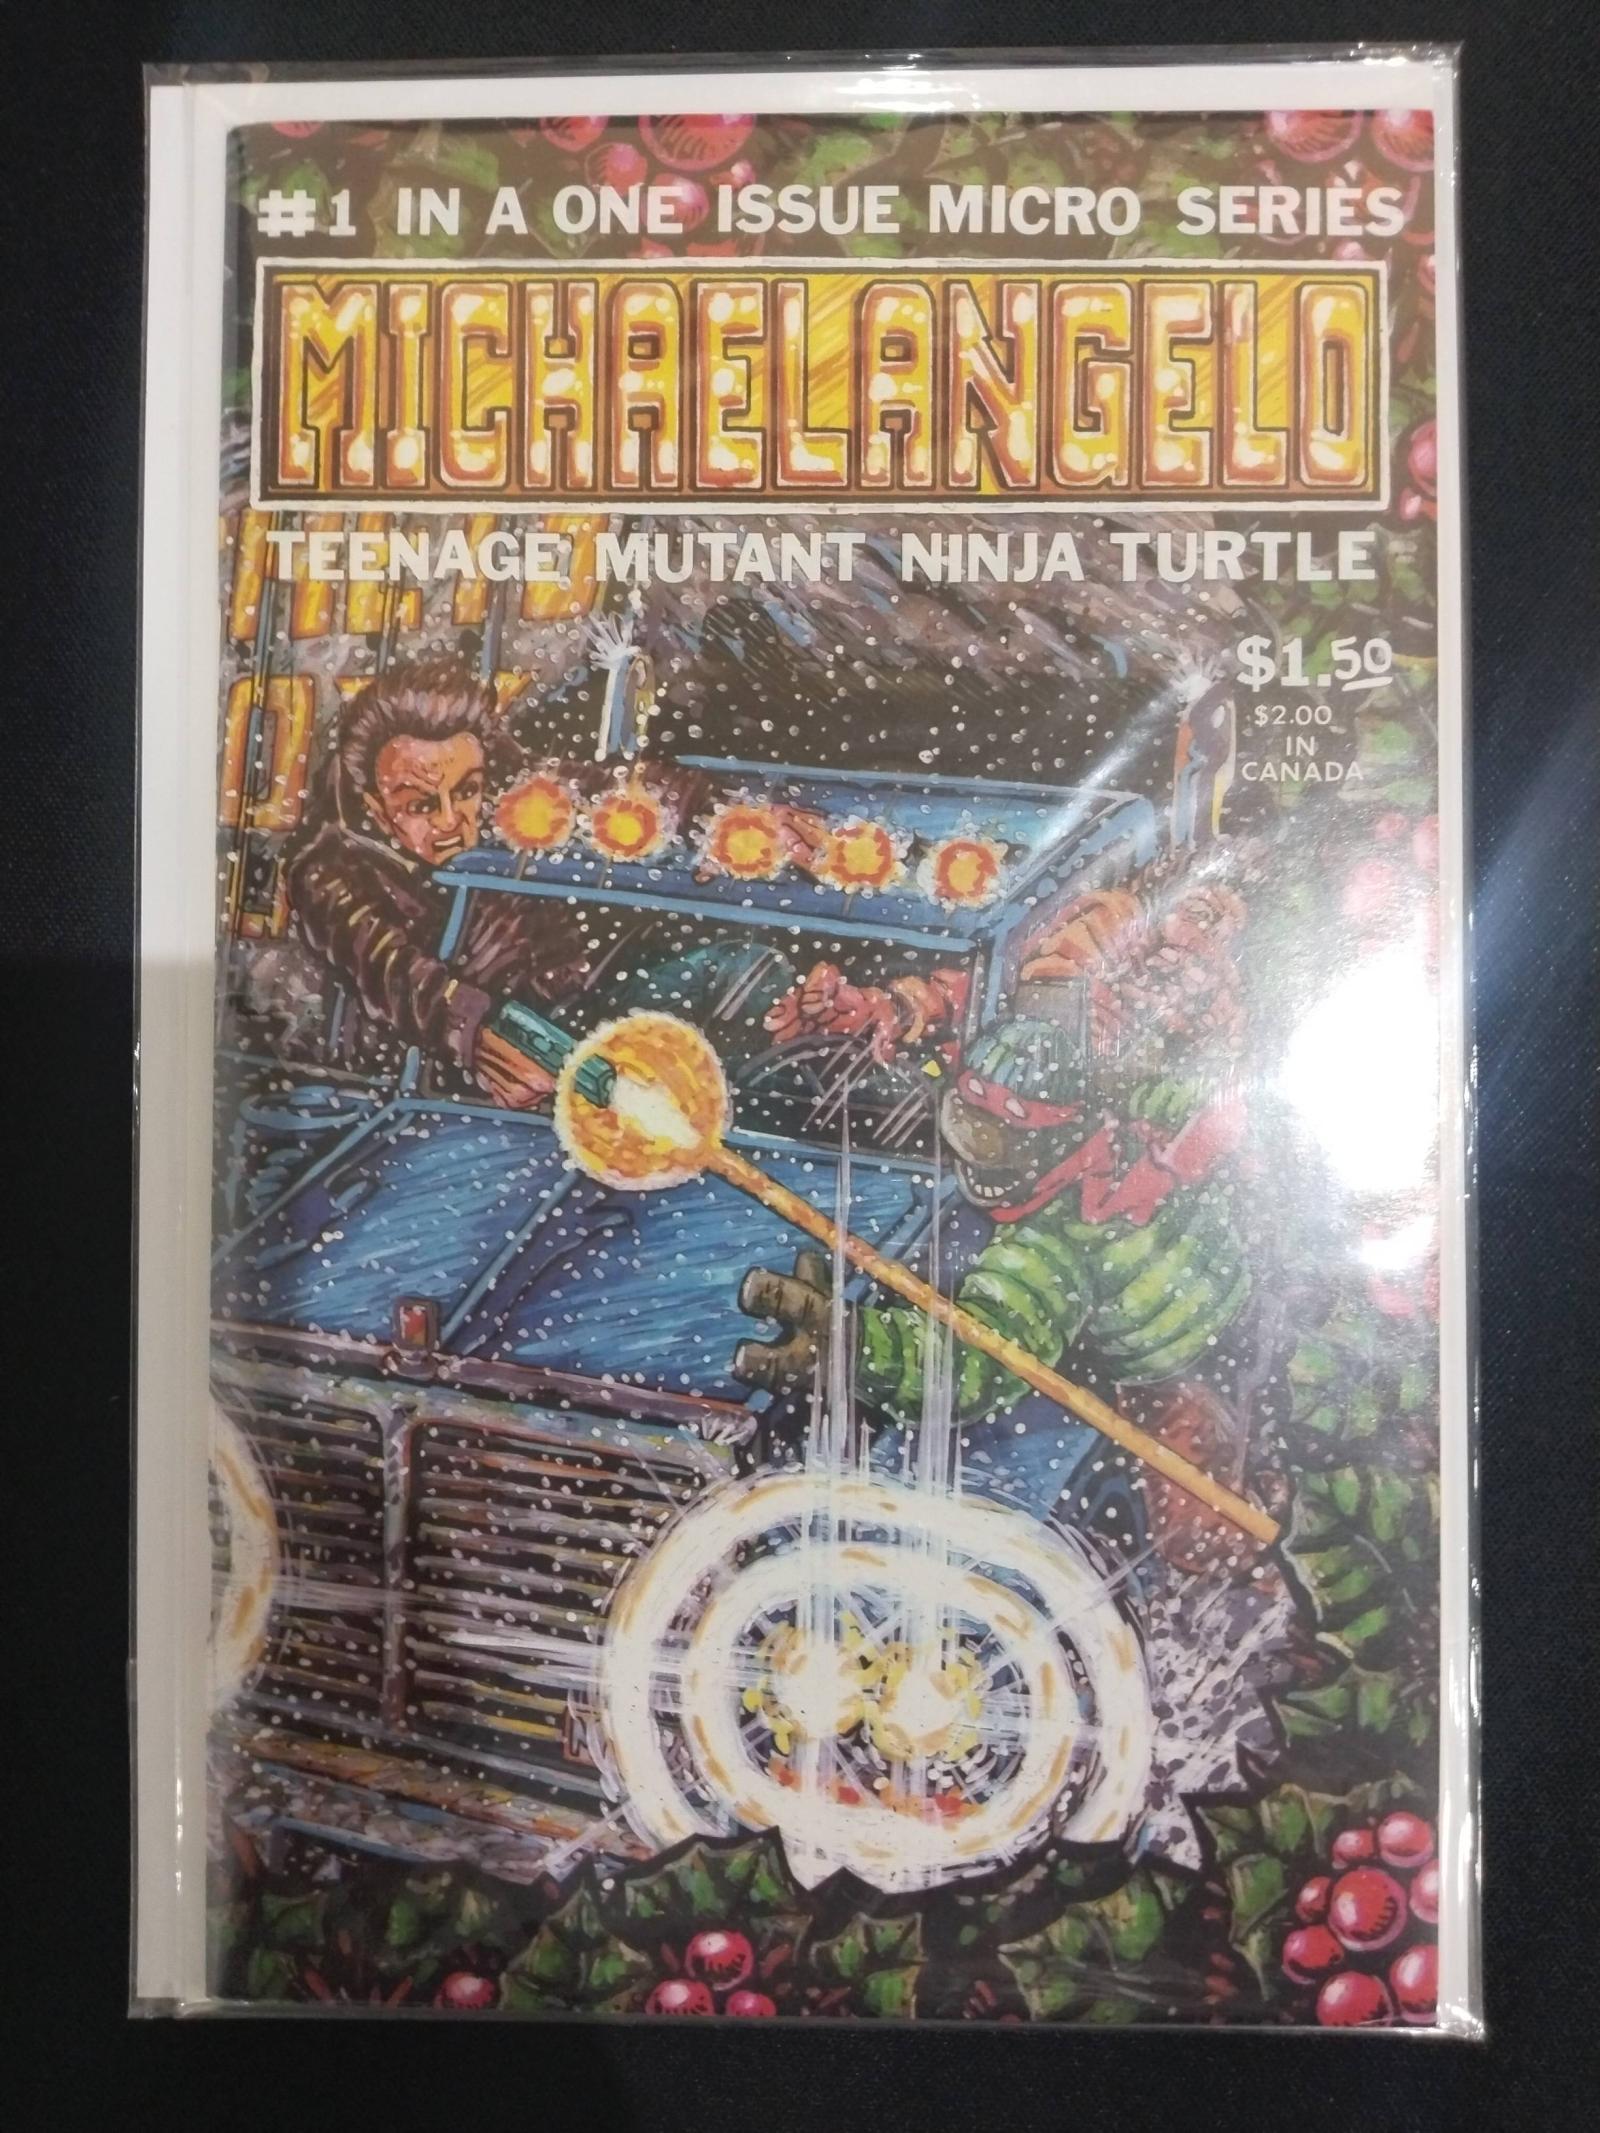 #1 IN A ONE ISSUE MICRO SERIES
MICHAELANGELO
TEENAGE MUTANT NINJA TURTLE
$1.50
$2.00
IN
CANADA